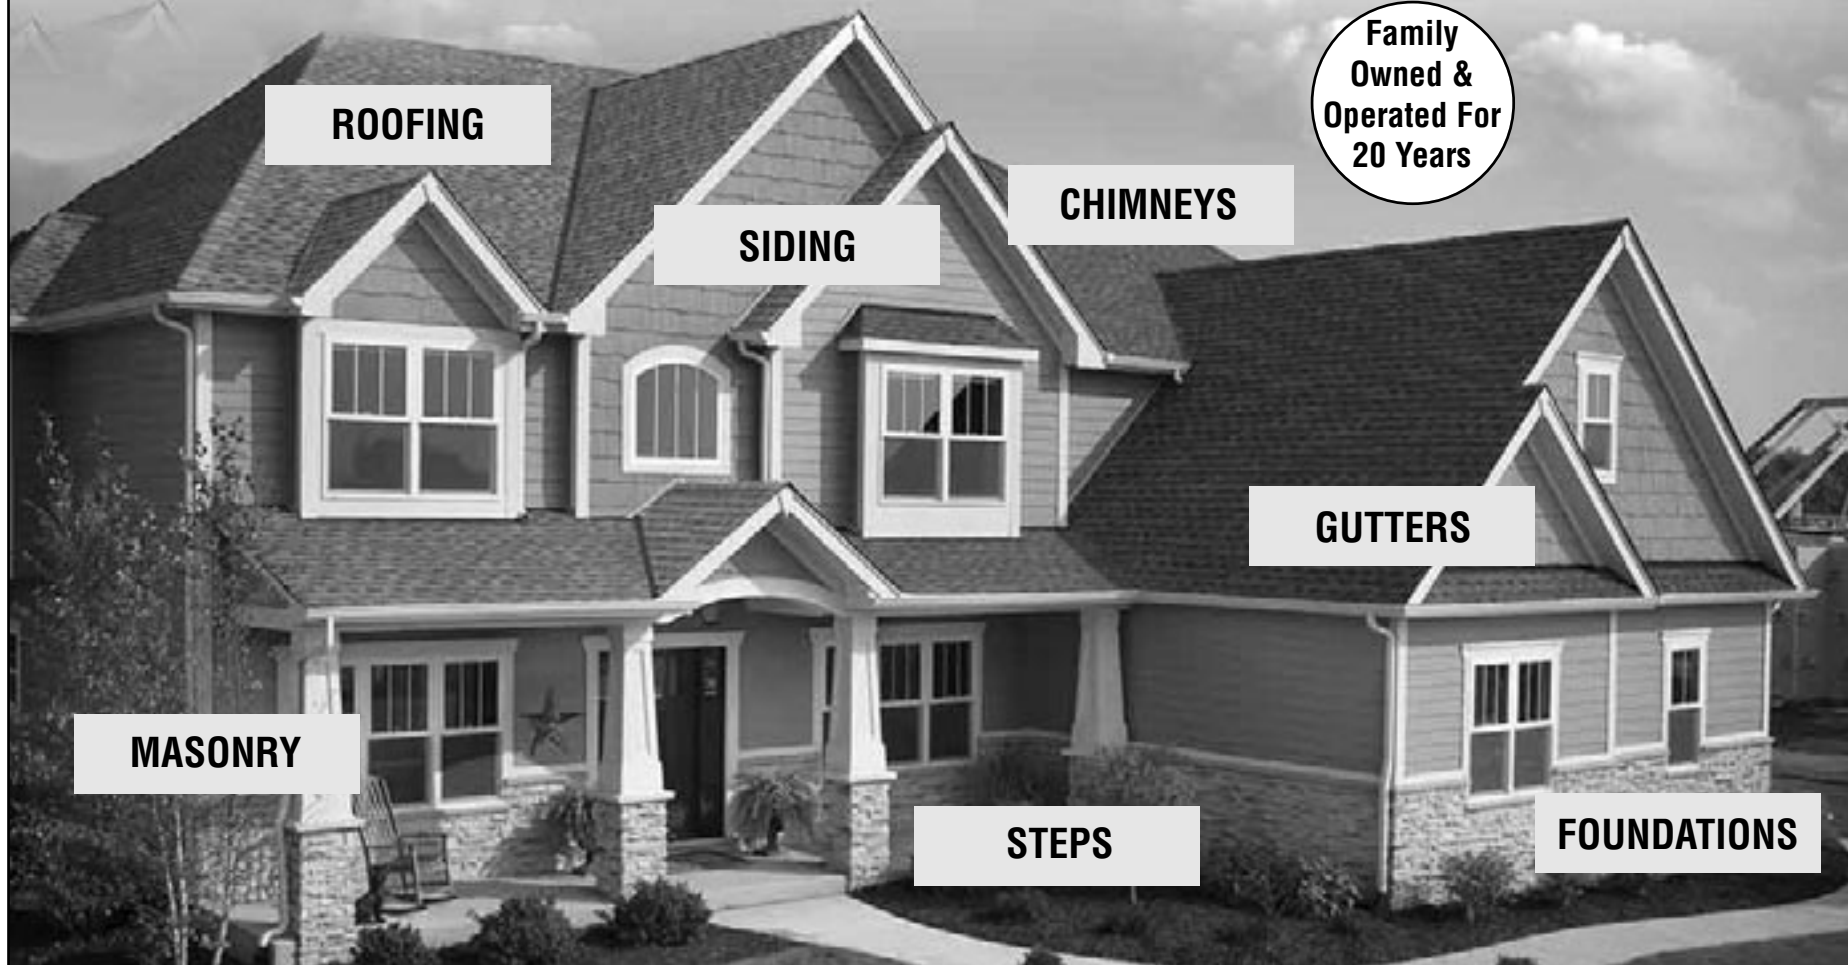 Family
Owned &
Operated For
20 Years
ROOFING
CHIMNEYS
SIDING
GUTTERS
MASONRY
STEPS
FOUNDATIONS